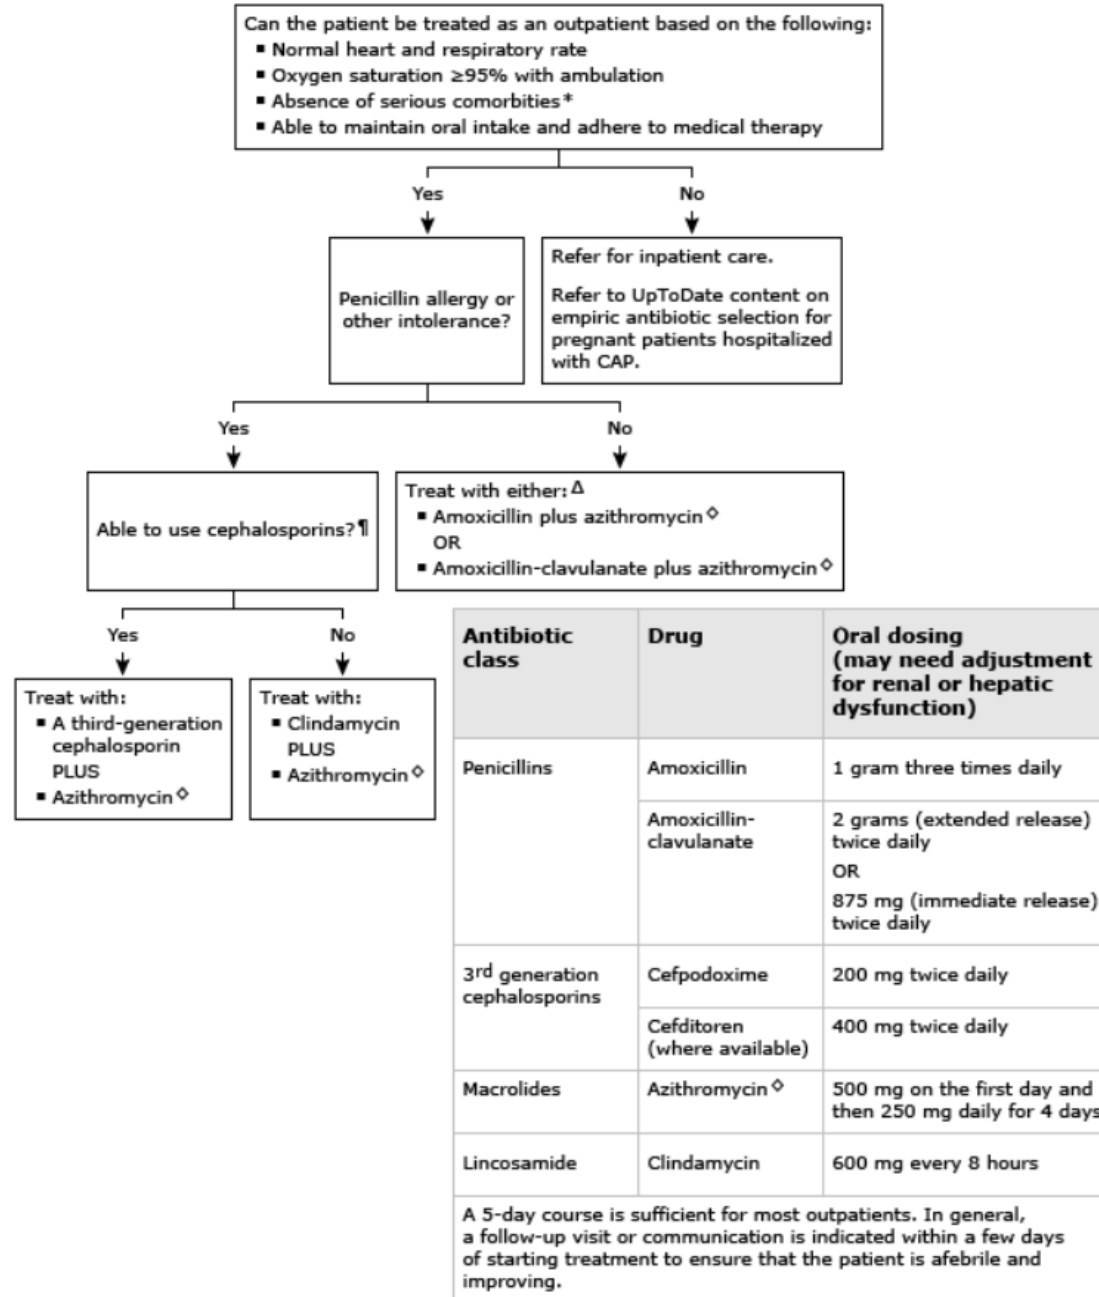 Can the patient be treated as an outpatient based on the following:
▪ Normal heart and respiratory rate
▪ Oxygen saturation ≥95% with ambulation
▪ Absence of serious comorbities*
▪ Able to maintain oral intake and adhere to medical therapy
Yes
No
Penicillin allergy or
other intolerance?
Refer for inpatient care.
Refer to UpToDate content on
empiric antibiotic selection for
pregnant patients hospitalized
with CAP.
Yes
No
Able to use cephalosporins?¶
Treat with either:Δ
▪ Amoxicillin plus azithromycin◇
OR
▪ Amoxicillin-clavulanate plus azithromycin◇
Yes
No
Treat with:
▪ A third-generation
cephalosporin
PLUS
▪ Azithromycin◇
Treat with:
▪ Clindamycin
PLUS
▪ Azithromycin◇
Antibiotic
class
Drug
Oral dosing
(may need adjustment
for renal or hepatic
dysfunction)
Penicillins
Amoxicillin
1 gram three times daily
Amoxicillin-
clavulanate
2 grams (extended release)
twice daily
OR
875 mg (immediate release)
twice daily
3rd generation
cephalosporins
Cefpodoxime
200 mg twice daily
Cefditoren
(where available)
400 mg twice daily
Macrolides
Azithromycin◇
500 mg on the first day and
then 250 mg daily for 4 days
Lincosamide
Clindamycin
600 mg every 8 hours
A 5-day course is sufficient for most outpatients. In general,
a follow-up visit or communication is indicated within a few days
of starting treatment to ensure that the patient is afebrile and
improving.